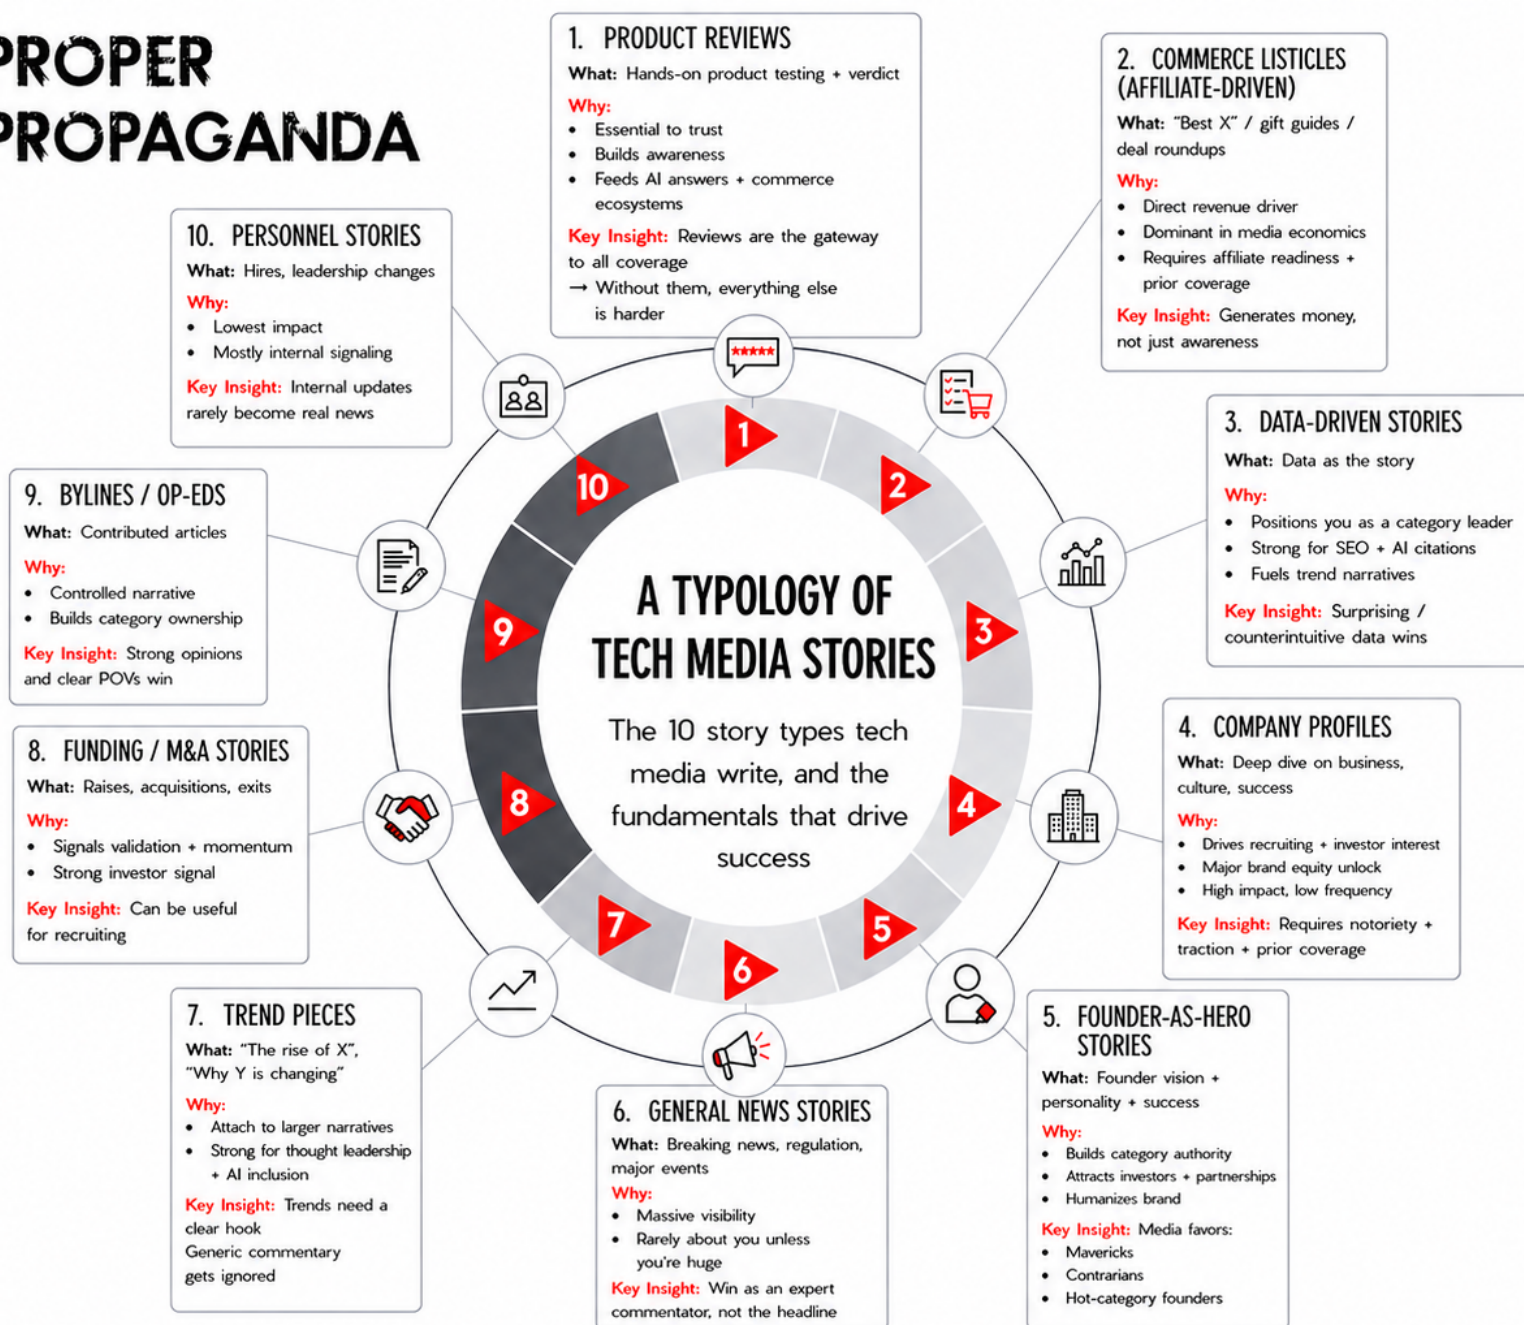 PROPER
PROPAGANDA
1. PRODUCT REVIEWS
What: Hands-on product testing + verdict
Why:
• Essential to trust
• Builds awareness
• Feeds AI answers + commerce
ecosystems
Key Insight: Reviews are the gateway
to all coverage
→ Without them, everything else
is harder
2. COMMERCE LISTICLES
(AFFILIATE-DRIVEN)
What: "Best X" / gift guides /
deal roundups
Why:
• Direct revenue driver
• Dominant in media economics
• Requires affiliate readiness +
prior coverage
Key Insight: Generates money,
not just awareness
3. DATA-DRIVEN STORIES
What: Data as the story
Why:
• Positions you as a category leader
• Strong for SEO + AI citations
• Fuels trend narratives
Key Insight: Surprising /
counterintuitive data wins
4. COMPANY PROFILES
What: Deep dive on business,
culture, success
Why:
• Drives recruiting + investor interest
• Major brand equity unlock
• High impact, low frequency
Key Insight: Requires notoriety +
traction + prior coverage
5. FOUNDER-AS-HERO
STORIES
What: Founder vision +
personality + success
Why:
• Builds category authority
• Attracts investors + partnerships
• Humanizes brand
Key Insight: Media favors:
• Mavericks
• Contrarians
• Hot-category founders
6. GENERAL NEWS STORIES
What: Breaking news, regulation,
major events
Why:
• Massive visibility
• Rarely about you unless
you're huge
Key Insight: Win as an expert
commentator, not the headline
7. TREND PIECES
What: "The rise of X",
"Why Y is changing"
Why:
• Attach to larger narratives
• Strong for thought leadership
+ AI inclusion
Key Insight: Trends need a
clear hook
Generic commentary
gets ignored
8. FUNDING / M&A STORIES
What: Raises, acquisitions, exits
Why:
• Signals validation + momentum
• Strong investor signal
Key Insight: Can be useful
for recruiting
9. BYLINES / OP-EDS
What: Contributed articles
Why:
• Controlled narrative
• Builds category ownership
Key Insight: Strong opinions
and clear POVs win
10. PERSONNEL STORIES
What: Hires, leadership changes
Why:
• Lowest impact
• Mostly internal signaling
Key Insight: Internal updates
rarely become real news
1
2
3
4
5
6
7
8
9
10
A TYPOLOGY OF
TECH MEDIA STORIES
The 10 story types tech
media write, and the
fundamentals that drive
success